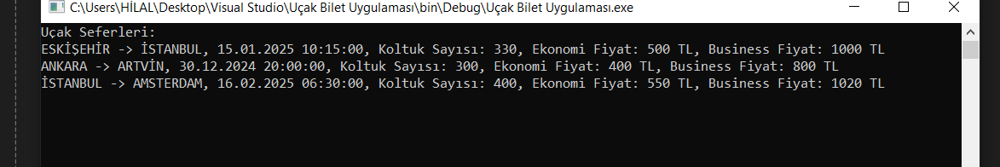 C:\Users\HİLAL\Desktop\Visual Studio\Uçak Bilet Uygulaması\bin\Debug\Uçak Bilet Uygulaması.exe
Uçak Seferleri:
ESKİŞEHİR -> İSTANBUL, 15.01.2025 10:15:00, Koltuk Sayısı: 330, Ekonomi Fiyat: 500 TL, Business Fiyat: 1000 TL
ANKARA -> ARTVİN, 30.12.2024 20:00:00, Koltuk Sayısı: 300, Ekonomi Fiyat: 400 TL, Business Fiyat: 800 TL
İSTANBUL -> AMSTERDAM, 16.02.2025 06:30:00, Koltuk Sayısı: 400, Ekonomi Fiyat: 550 TL, Business Fiyat: 1020 TL